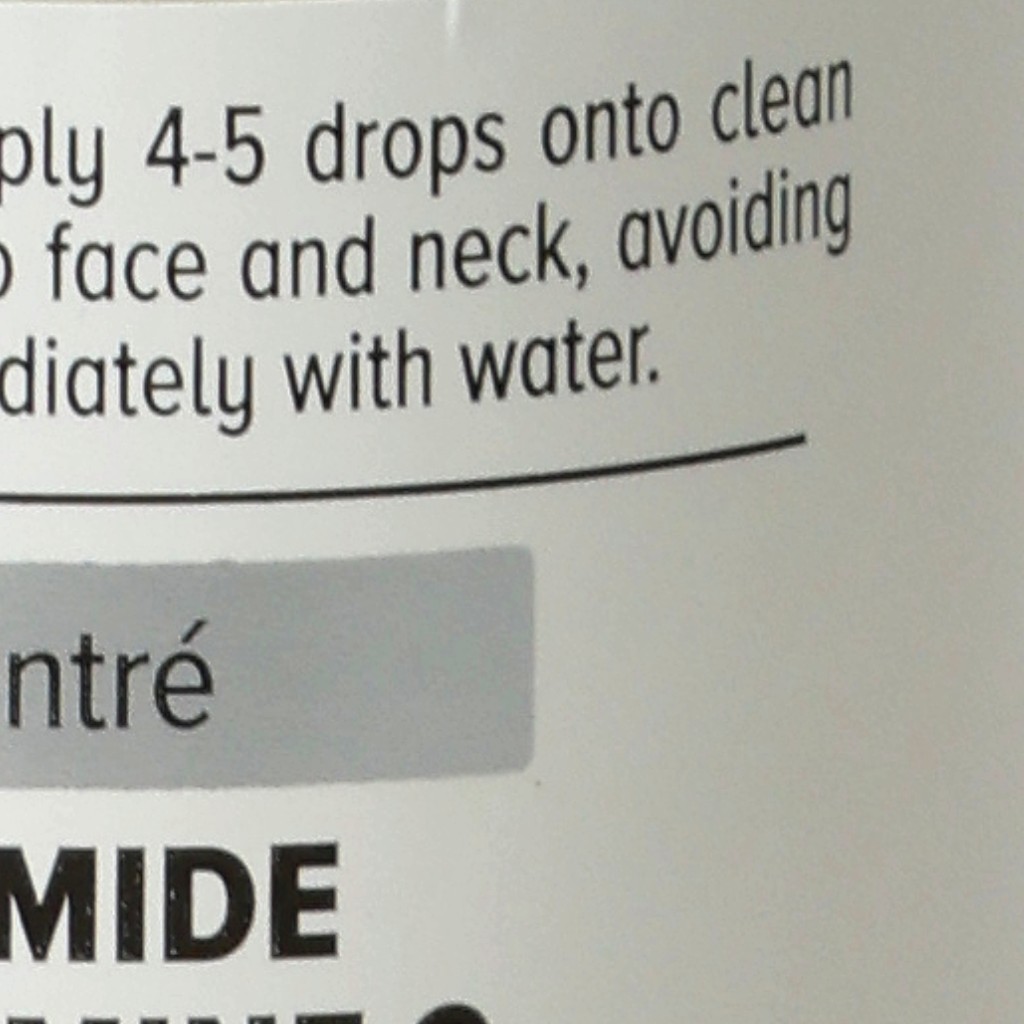 ply 4-5 drops onto clean
o face and neck, avoiding
diately with water.
ntré
MIDE